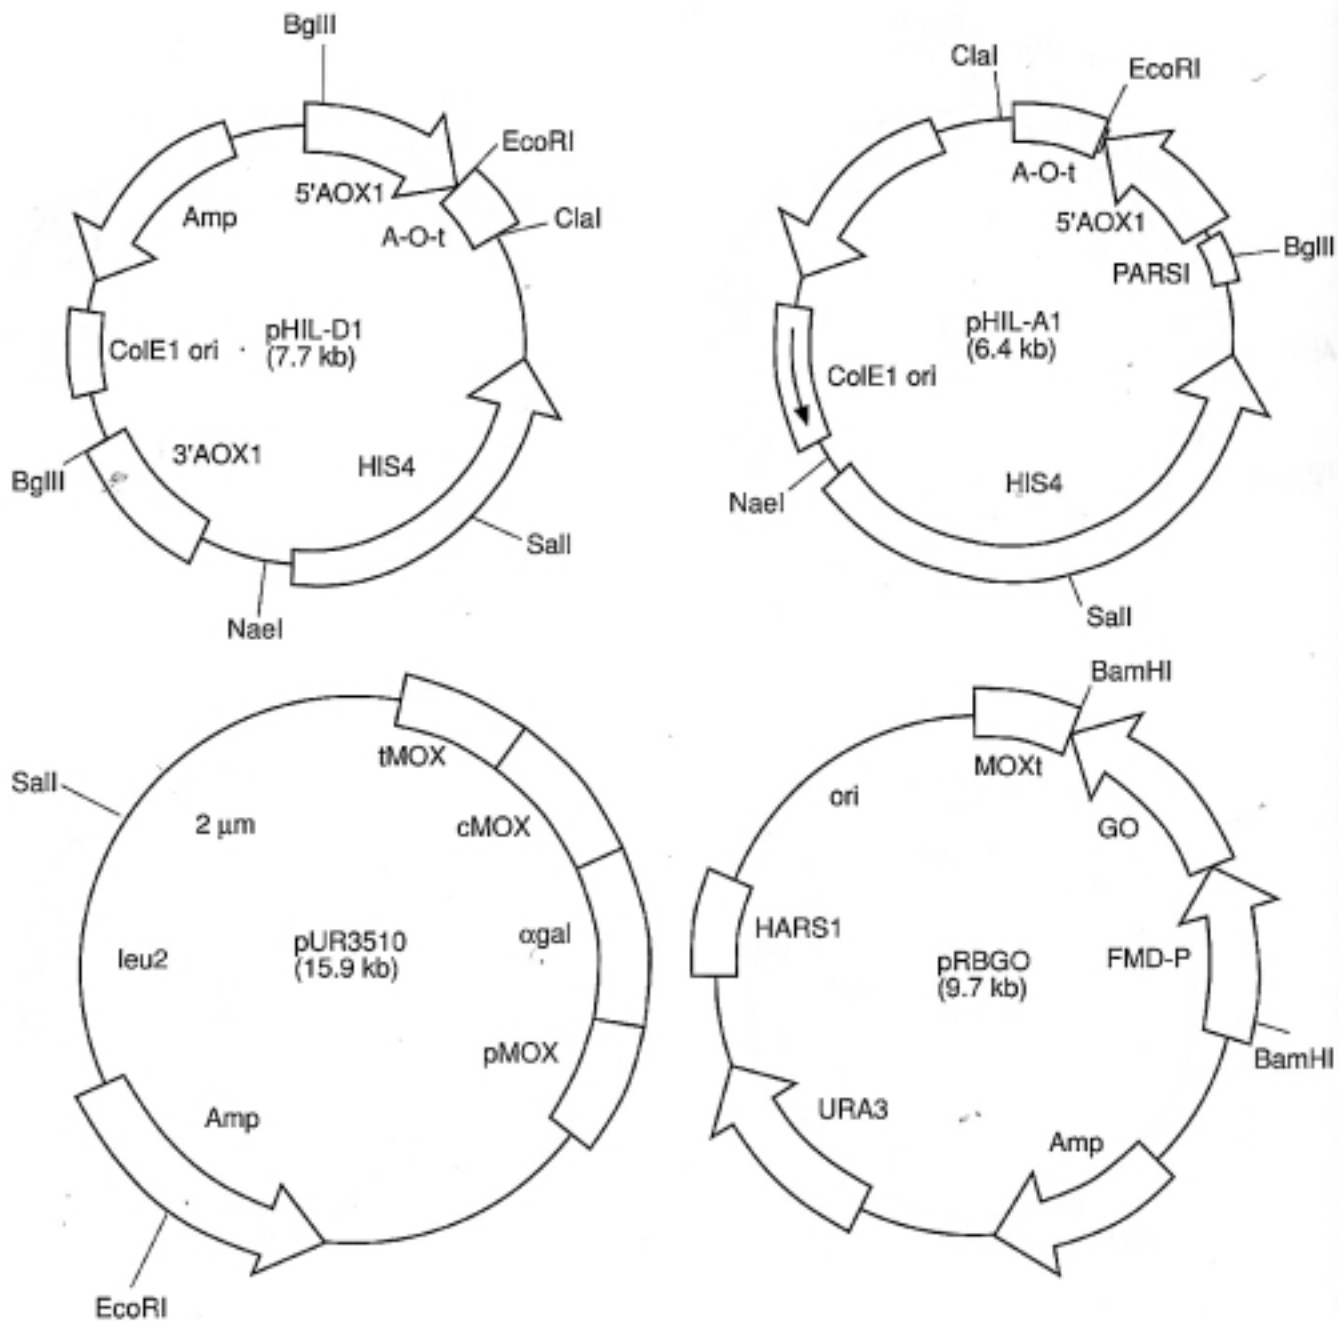 BglII
EcoRI
5'AOX1
ClaI
A-O-t
Amp
pHIL-D1
(7.7 kb)
ColE1 ori
3'AOX1
HIS4
BglII
SalI
NaeI
ClaI
EcoRI
A-O-t
5'AOX1
BglII
PARSI
pHIL-A1
(6.4 kb)
ColE1 ori
HIS4
NaeI
SalI
tMOX
SalI
2 µm
cMOX
leu2
pUR3510
(15.9 kb)
αgal
pMOX
Amp
EcoRI
BamHI
MOXt
ori
GO
HARS1
pRBGO
(9.7 kb)
FMD-P
BamHI
URA3
Amp